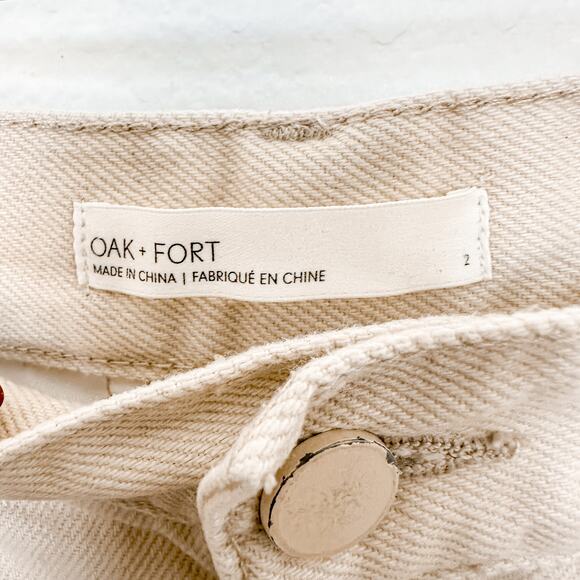 OAK + FORT
MADE IN CHINA | FABRIQUÉ EN CHINE
2